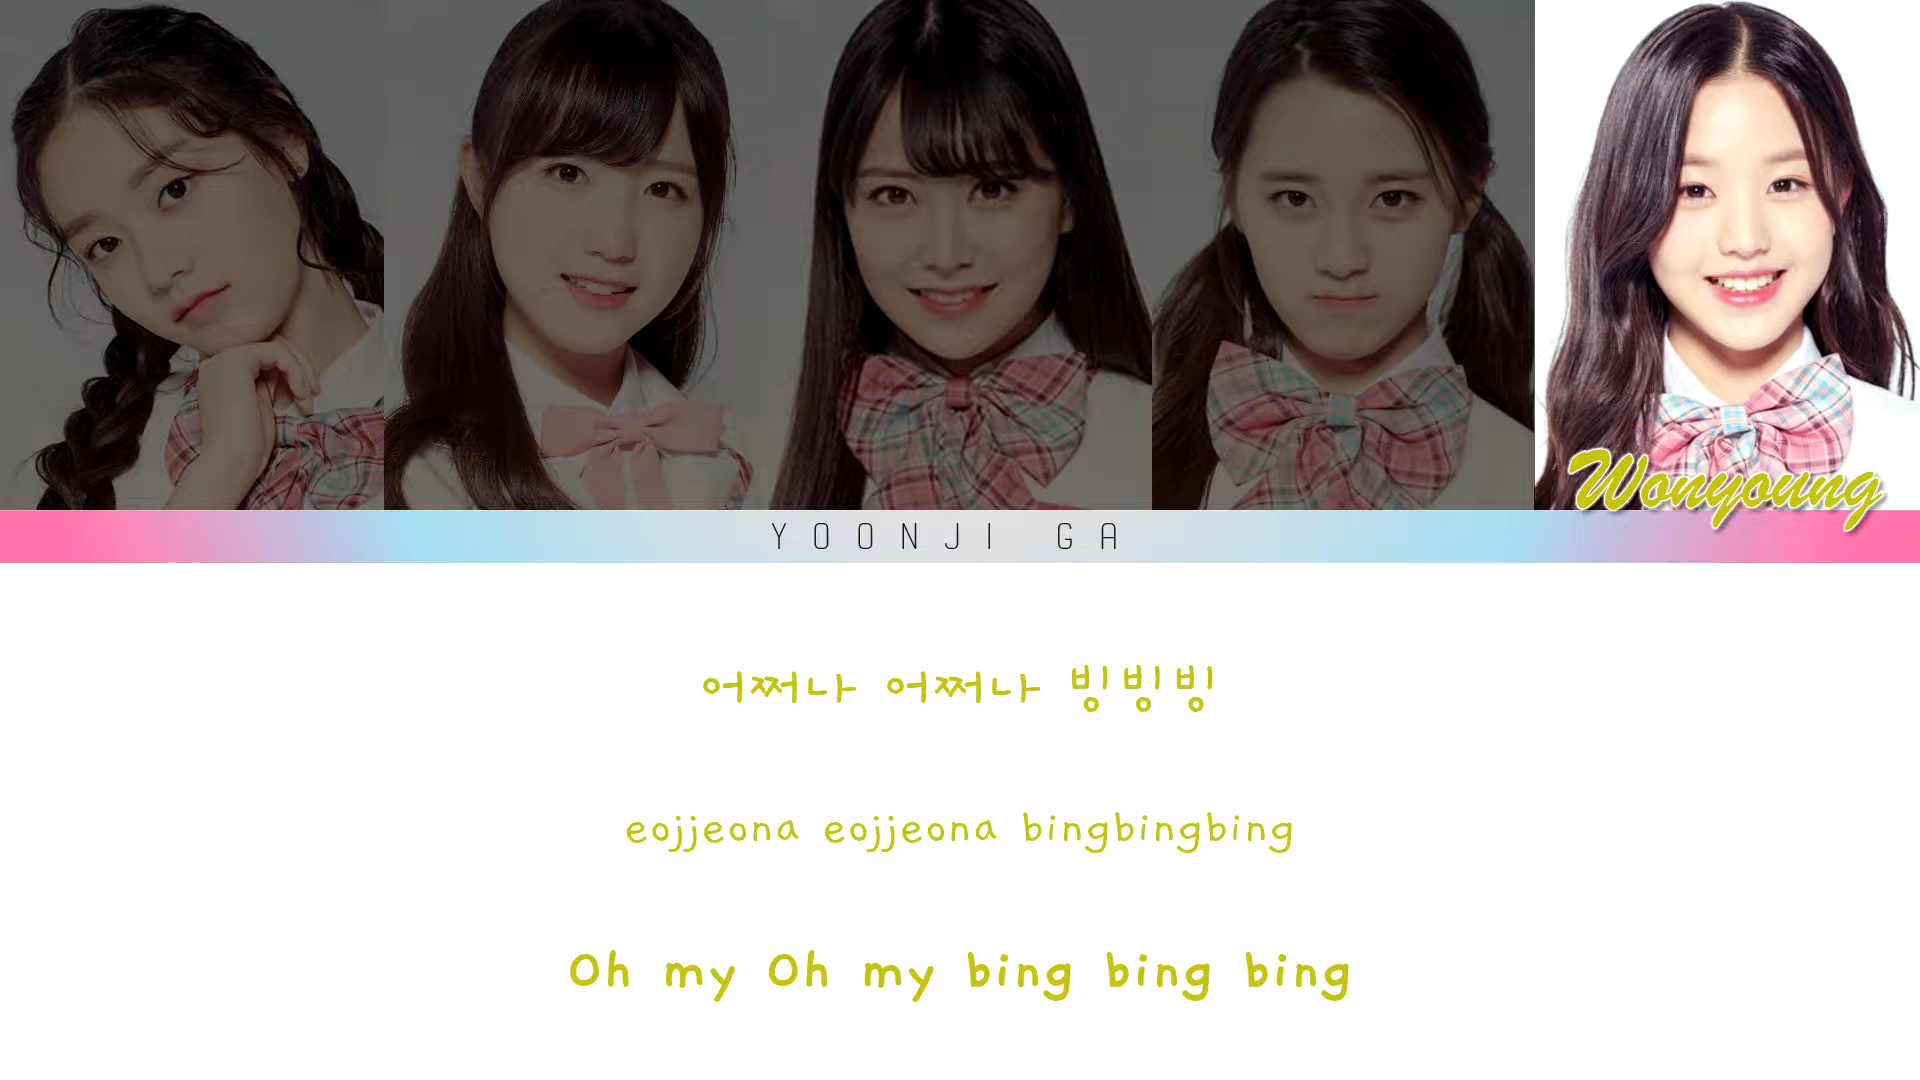 Wonyoung
YOONJI GA
어쩌나 어쩌나 빙빙빙
eojjeona eojjeona bingbingbing
Oh my Oh my bing bing bing